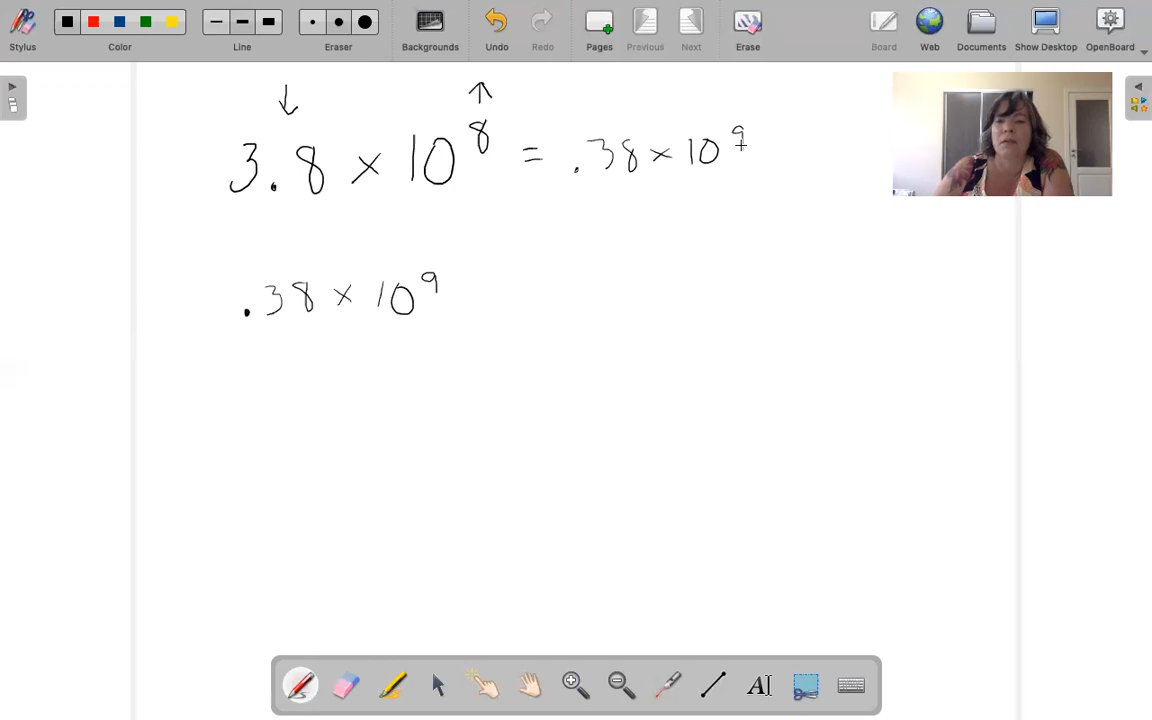 Stylus Color Line Eraser Backgrounds Undo Redo Pages Previous Next Erase Board Web Documents Show Desktop OpenBoard
3.8 × 10⁸ = .38 × 10⁹
.38 × 10⁹
A